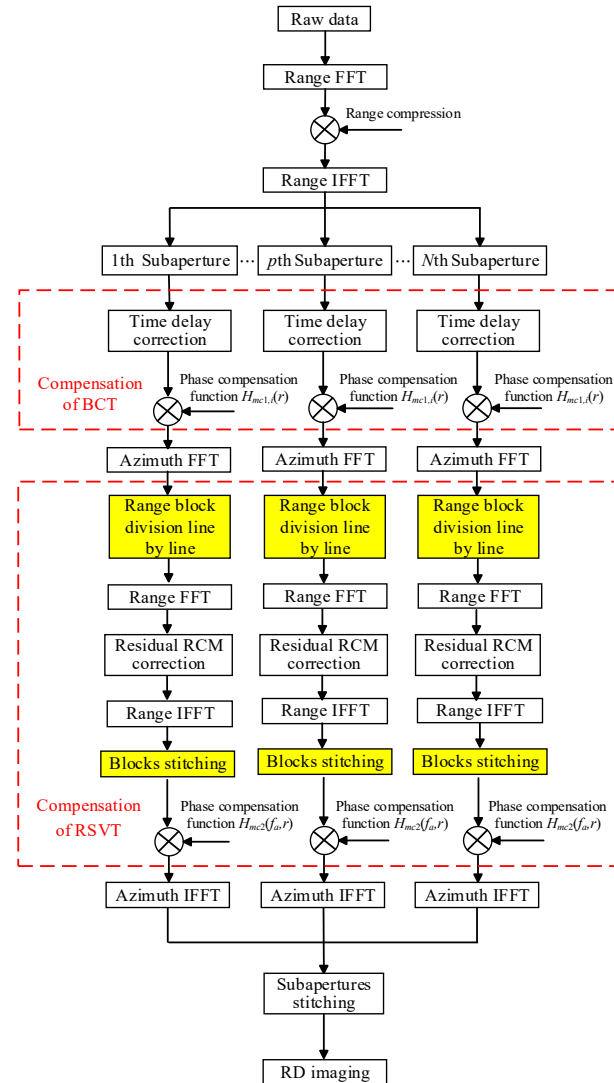 Raw data
Range FFT
Range compression
Range IFFT
1th Subaperture ... pth Subaperture ... Nth Subaperture
Time delay correction
Time delay correction
Time delay correction
Compensation
of BCT
Phase compensation
function Hmc1,i(r)
Phase compensation
function Hmc1,i(r)
Phase compensation
function Hmc1,i(r)
Azimuth FFT
Azimuth FFT
Azimuth FFT
Range block
division line
by line
Range block
division line
by line
Range block
division line
by line
Range FFT
Range FFT
Range FFT
Residual RCM
correction
Residual RCM
correction
Residual RCM
correction
Range IFFT
Range IFFT
Range IFFT
Blocks stitching
Blocks stitching
Blocks stitching
Compensation
of RSVT
Phase compensation
function Hmc2(fa,r)
Phase compensation
function Hmc2(fa,r)
Phase compensation
function Hmc2(fa,r)
Azimuth IFFT
Azimuth IFFT
Azimuth IFFT
Subapertures
stitching
RD imaging